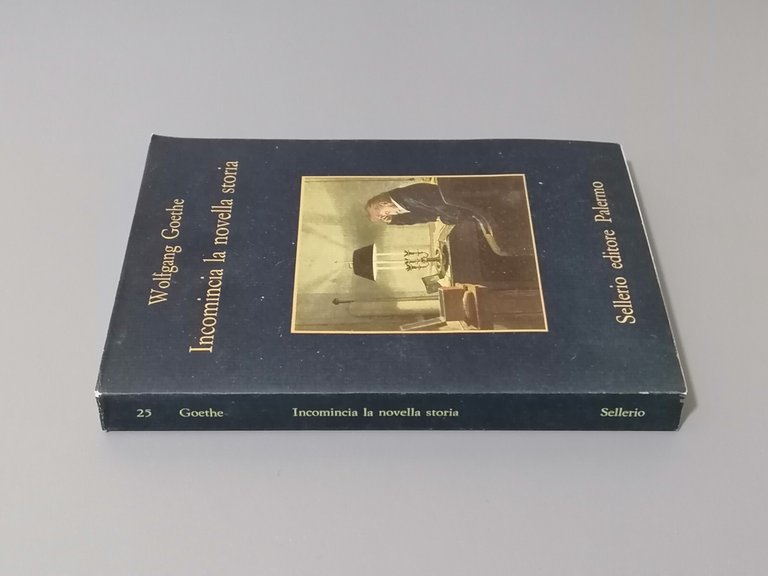 Wolfgang Goethe
Incomincia la novella storia
Sellerio editore Palermo
25 Goethe Incomincia la novella storia Sellerio